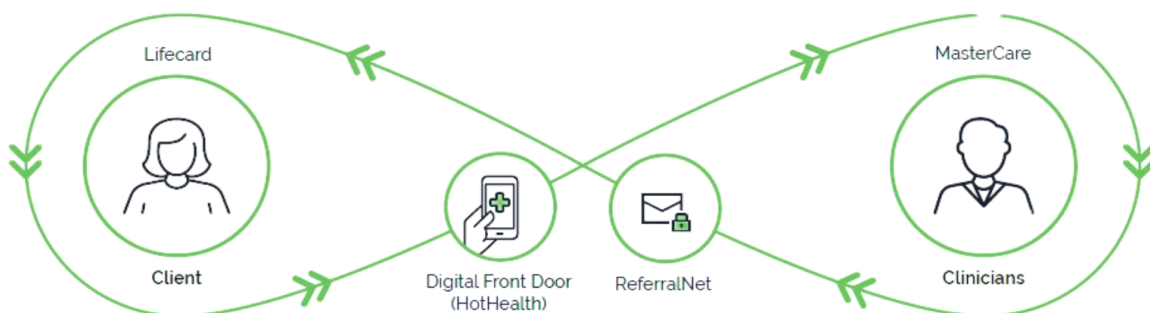 Lifecard
MasterCare
Client
Digital Front Door
(HotHealth)
ReferralNet
Clinicians